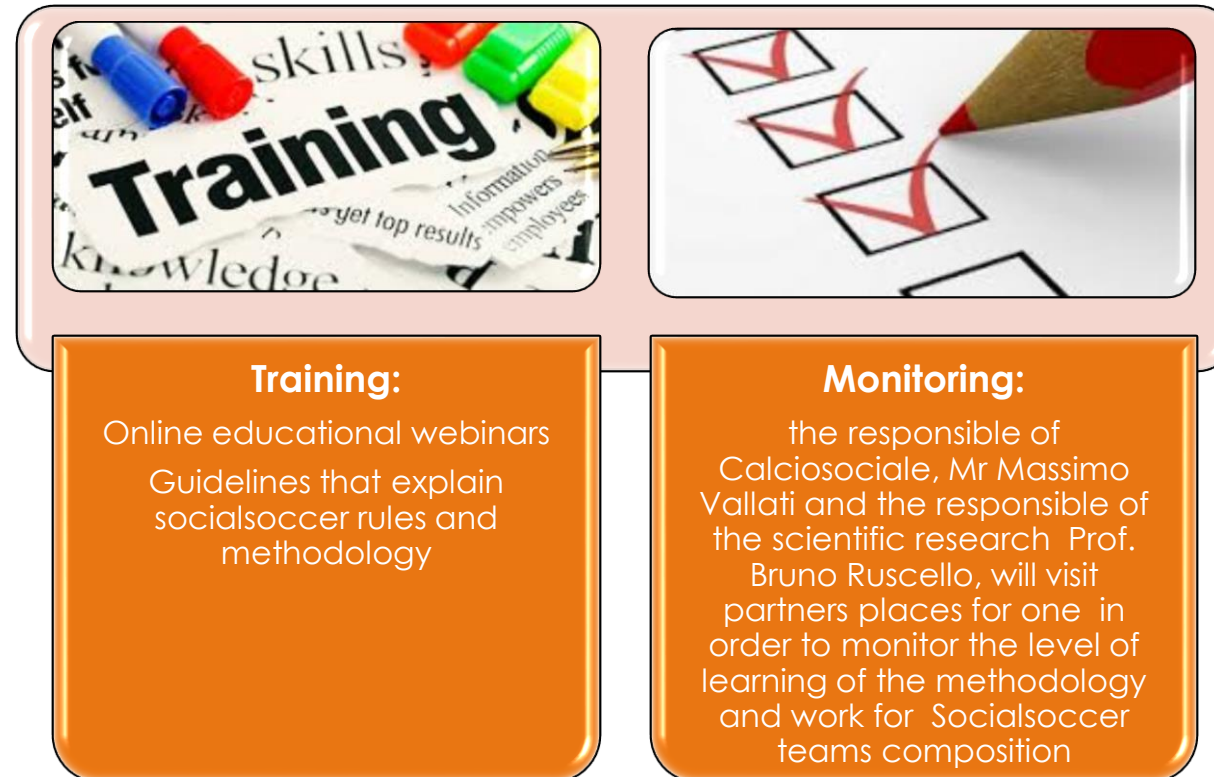 skills
Training
Information
empowers
employees
yet top results
knowledge
Training:
Online educational webinars
Guidelines that explain
socialsoccer rules and
methodology
Monitoring:
the responsible of
Calciosociale, Mr Massimo
Vallati and the responsible of
the scientific research  Prof.
Bruno Ruscello, will visit
partners places for one  in
order to monitor the level of
learning of the methodology
and work for  Socialsoccer
teams composition